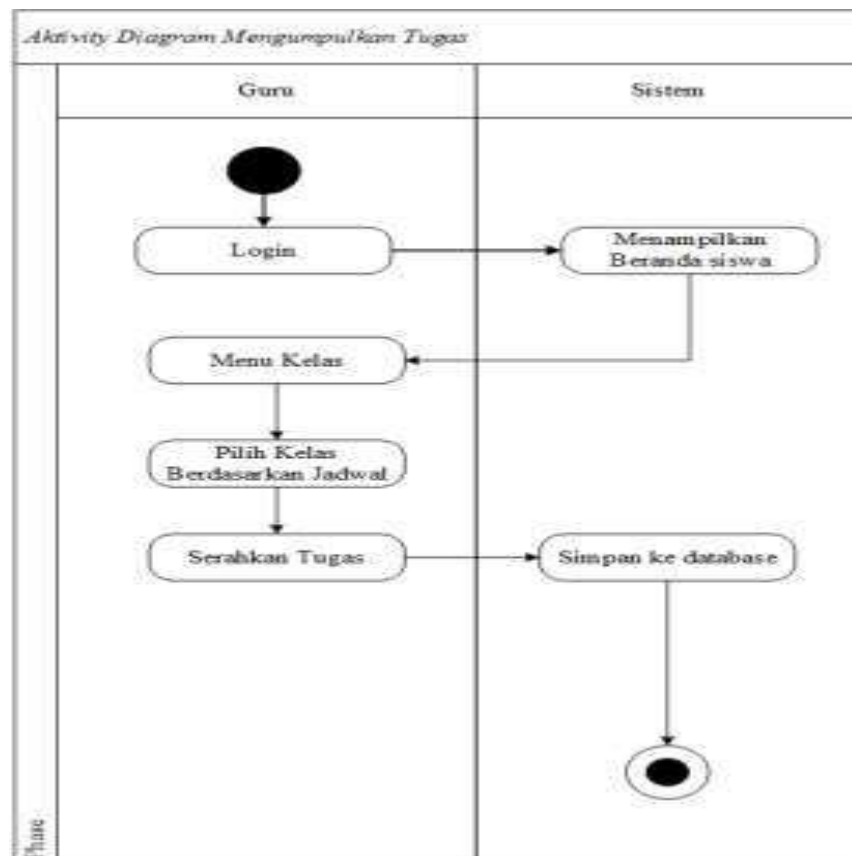 Aktivity Diagram Mengumpulkan Tugas
Guru
Sistem
Login
Menampilkan
Beranda siswa
Menu Kelas
Pilih Kelas
Berdasarkan Jadwal
Serahkan Tugas
Simpan ke database
Phase